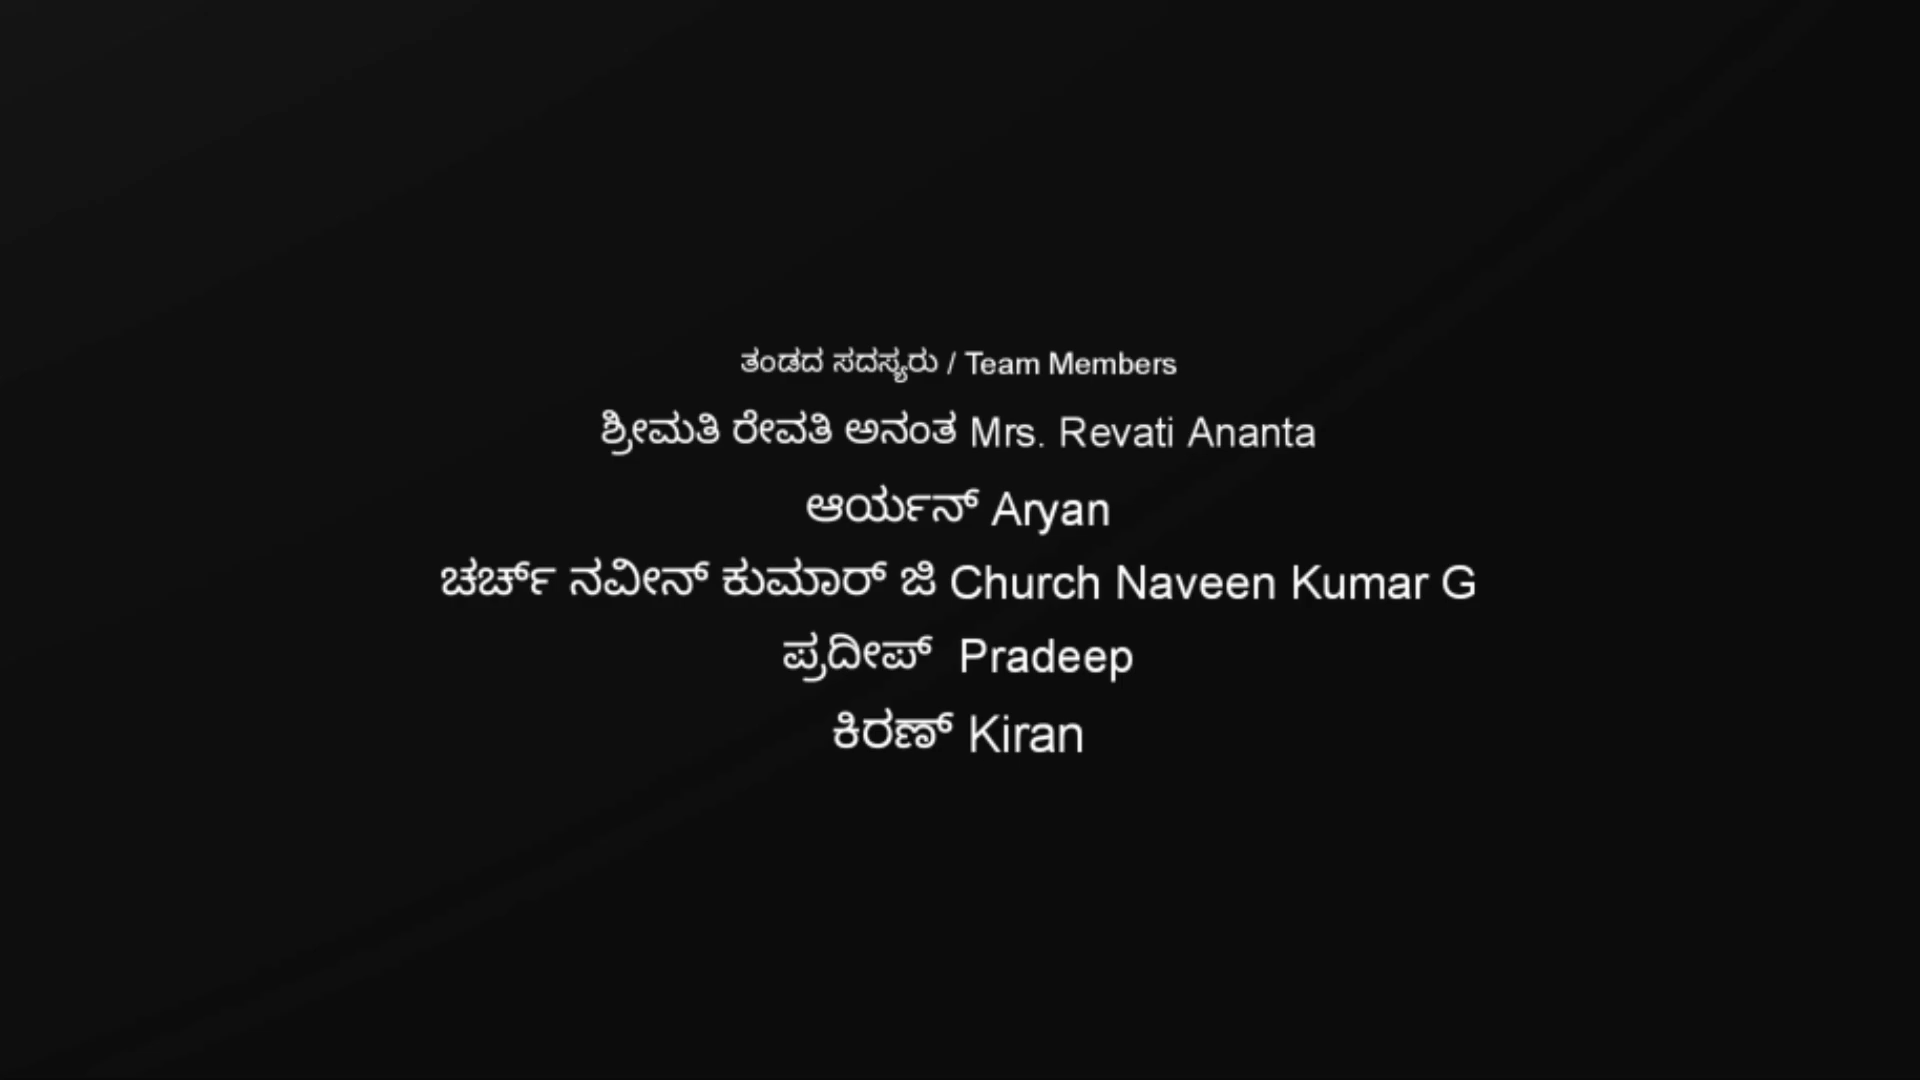 ತಂಡದ ಸದಸ್ಯರು / Team Members
ಶ್ರೀಮತಿ ರೇವತಿ ಅನಂತ Mrs. Revati Ananta
ಆರ್ಯನ್ Aryan
ಚರ್ಚ್ ನವೀನ್ ಕುಮಾರ್ ಜಿ Church Naveen Kumar G
ಪ್ರದೀಪ್ Pradeep
ಕಿರಣ್ Kiran